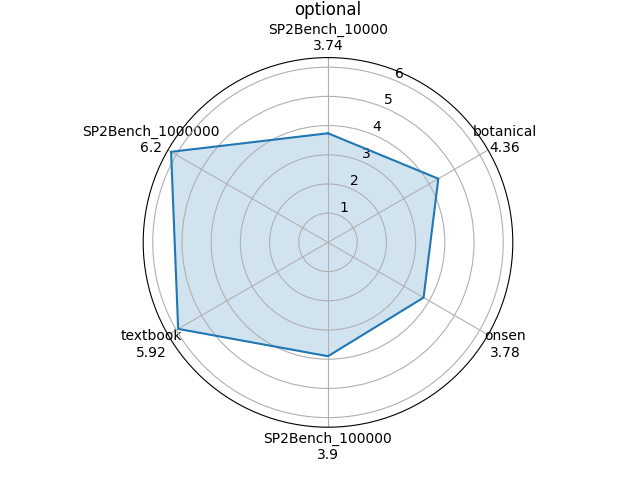 optional
SP2Bench_10000
3.74
6
5
botanical
4.36
SP2Bench_1000000
6.2
4
3
2
1
textbook
5.92
onsen
3.78
SP2Bench_100000
3.9